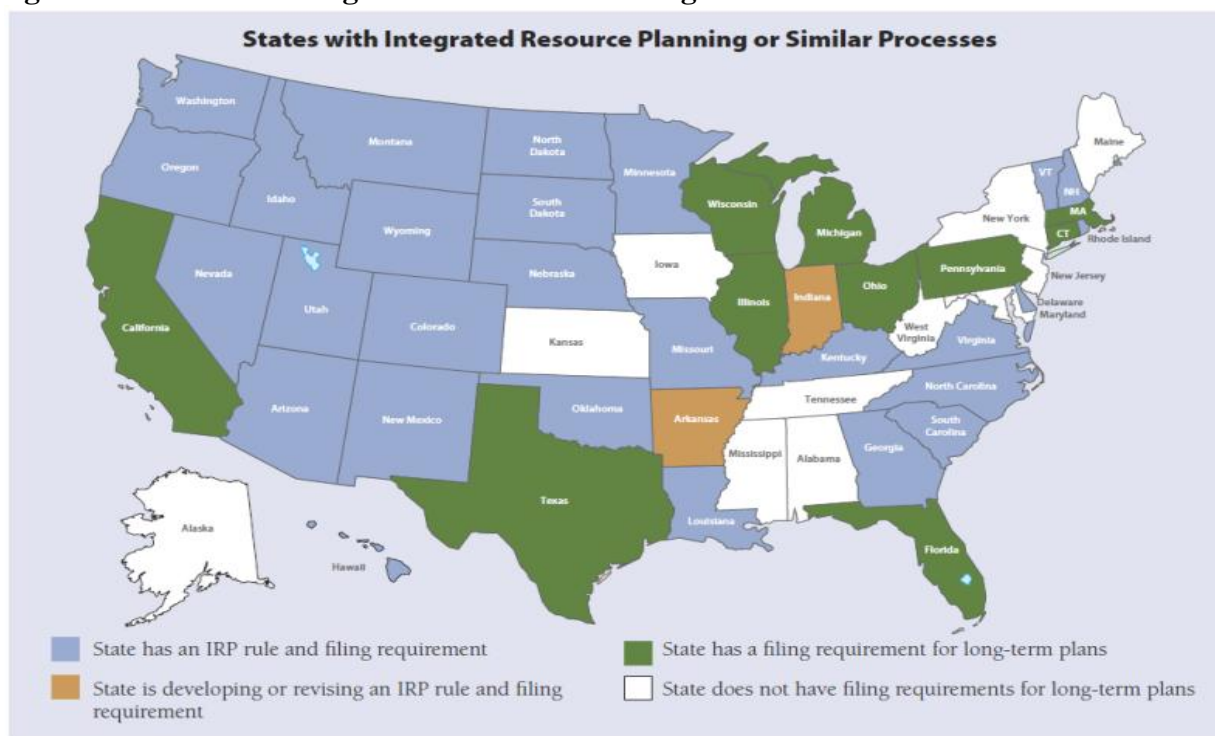 States with Integrated Resource Planning or Similar Processes
Washington
Oregon
Idaho
Montana
North
Dakota
South
Dakota
Minnesota
Wyoming
Nebraska
Nevada
Utah
Colorado
California
Arizona
New Mexico
Kansas
Oklahoma
Texas
Iowa
Missouri
Arkansas
Louisiana
Wisconsin
Illinois
Michigan
Indiana
Ohio
Kentucky
Tennessee
Mississippi
Alabama
Georgia
Florida
South
Carolina
North Carolina
Virginia
West
Virginia
Pennsylvania
New York
VT
NH
Maine
MA
CT
Rhode Island
New Jersey
Delaware
Maryland
Alaska
Hawaii
State has an IRP rule and filing requirement
State is developing or revising an IRP rule and filing
requirement
State has a filing requirement for long-term plans
State does not have filing requirements for long-term plans